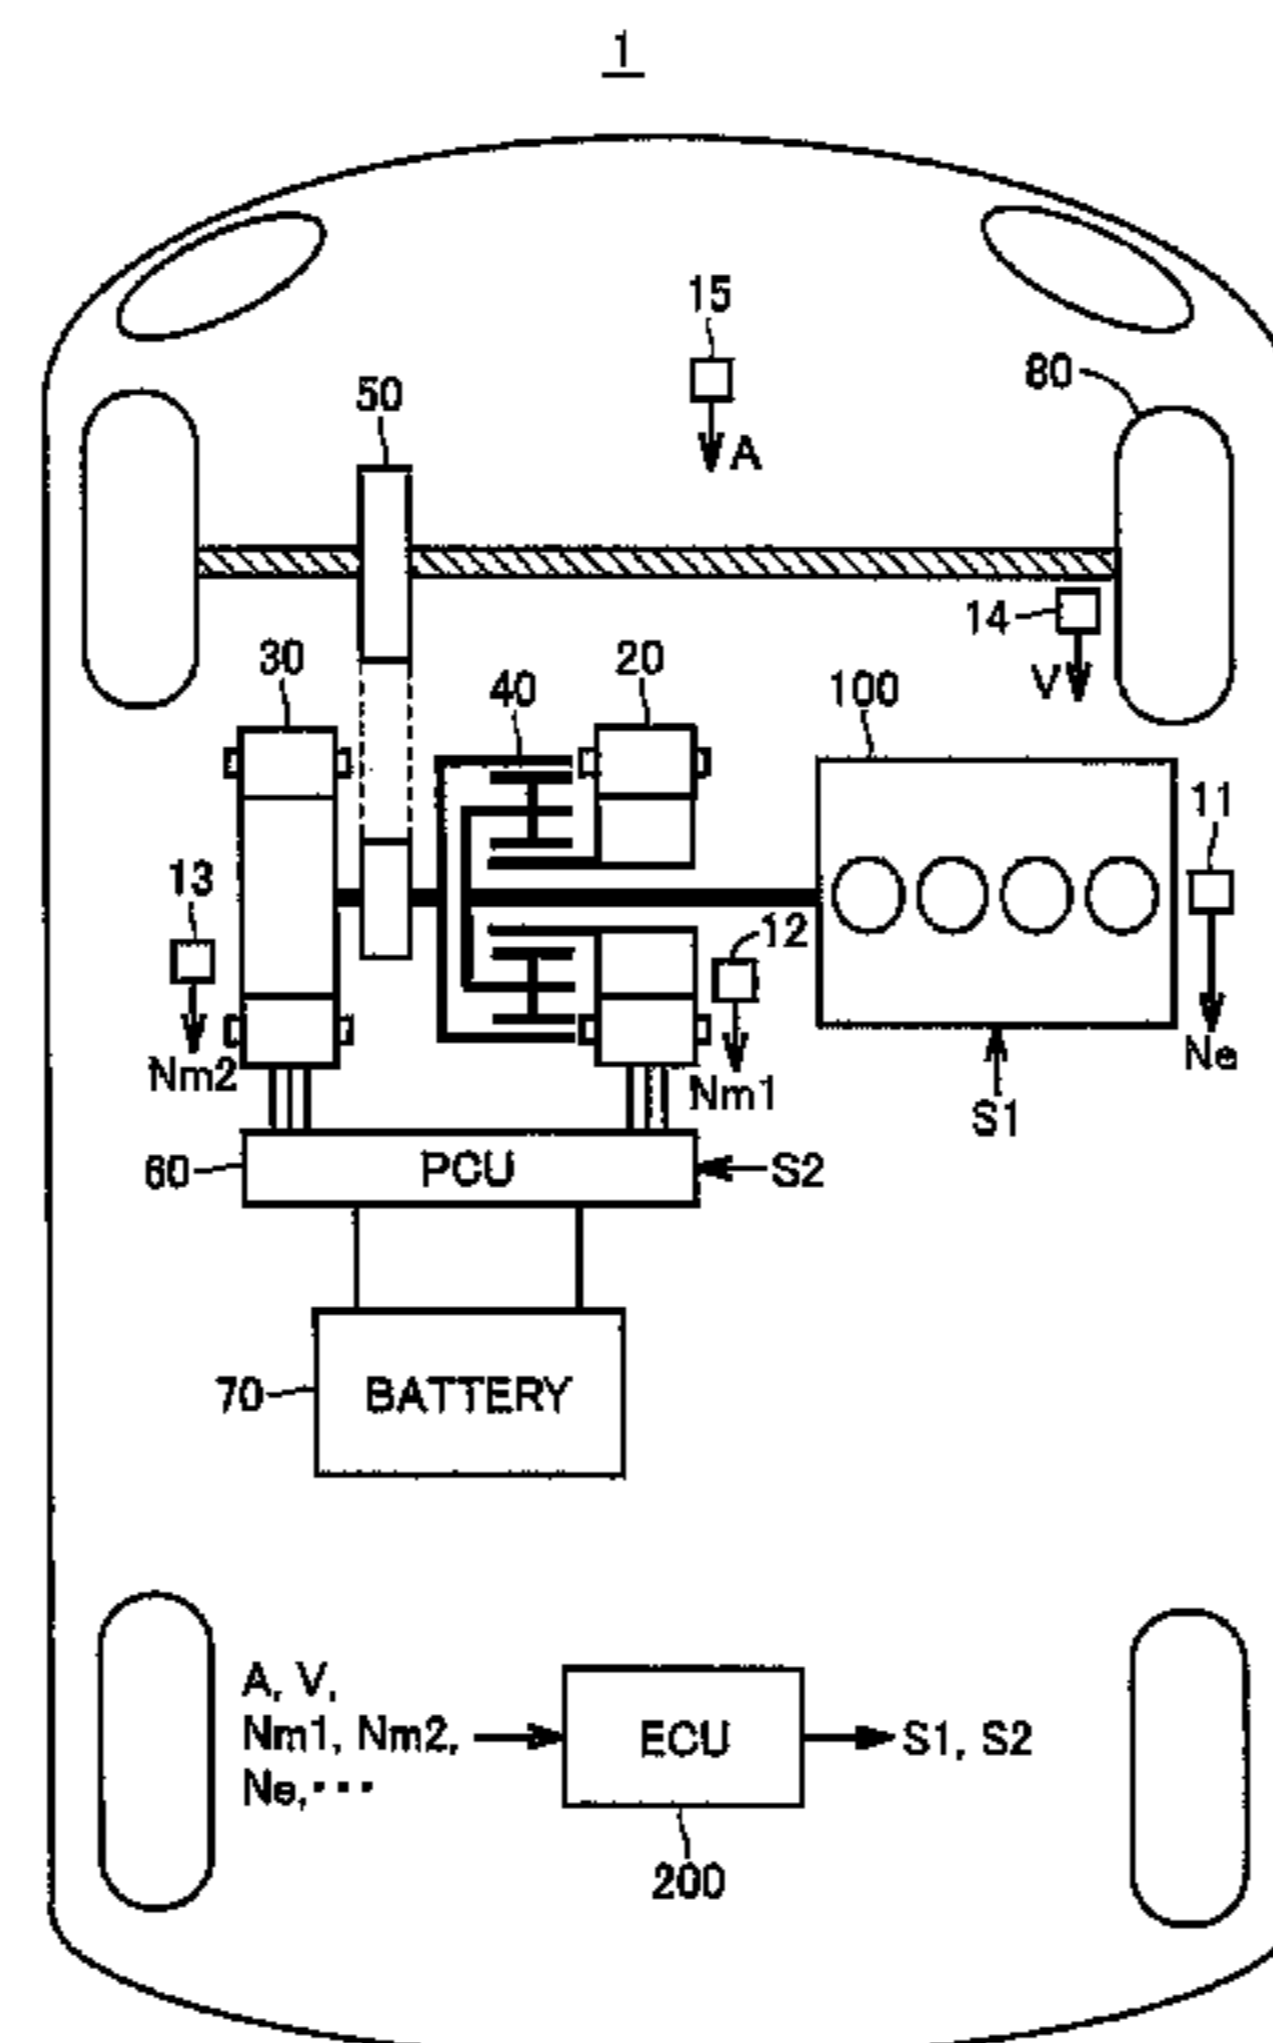 1
15
A
80
50
14
V
30
20
40
100
11
13
12
Nm2
Nm1
Ne
S1
60
PCU
S2
70
BATTERY
A, V,
Nm1, Nm2,
Ne,···
ECU
S1, S2
200